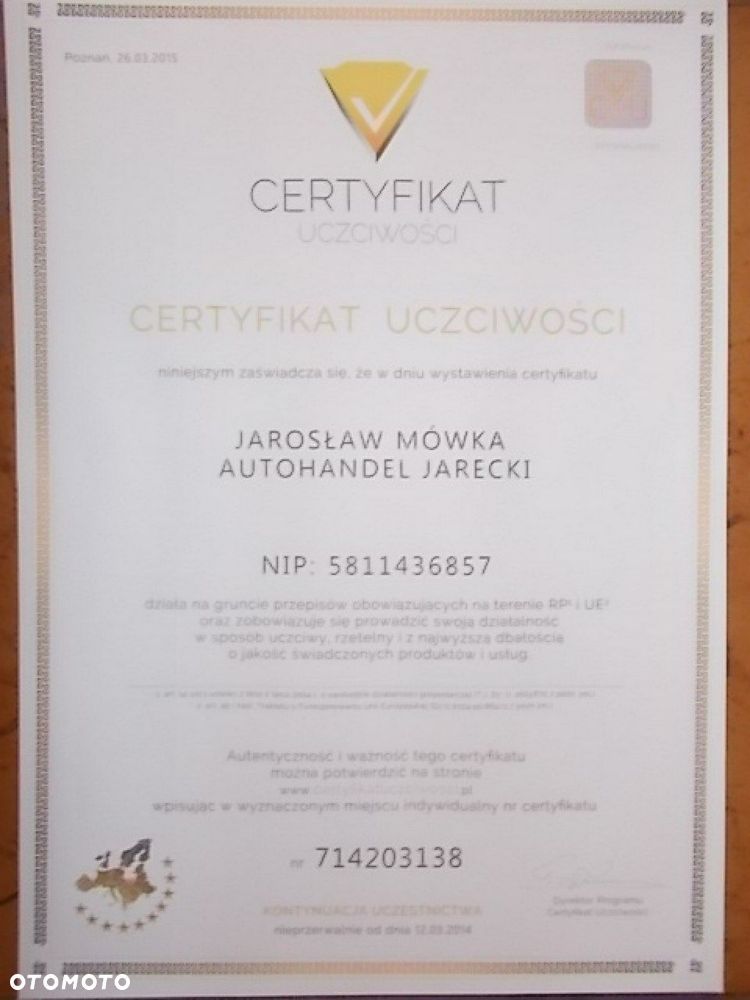 Poznań, 26.03.2015
CERTYFIKAT
UCZCIWOŚCI
CERTYFIKAT UCZCIWOŚCI
niniejszym zaświadcza się, że w dniu wystawienia certyfikatu
JAROSŁAW MÓWKA
AUTOHANDEL JARECKI
NIP: 5811436857
działa na gruncie przepisów obowiązujących na terenie RP¹ i UE²
oraz zobowiązuje się prowadzić swoją działalność
w sposób uczciwy, rzetelny i z najwyższą dbałością
o jakość świadczonych produktów i usług.
Autentyczność i ważność tego certyfikatu
można potwierdzić na stronie
www.certyfikatuczciwosci.pl
wpisując w wyznaczonym miejscu indywidualny nr certyfikatu
nr 714203138
KONTYNUACJA UCZESTNICTWA
nieprzerwanie od dnia 12.03.2014
Dyrektor Programu
Certyfikat Uczciwości
OTOMOTO